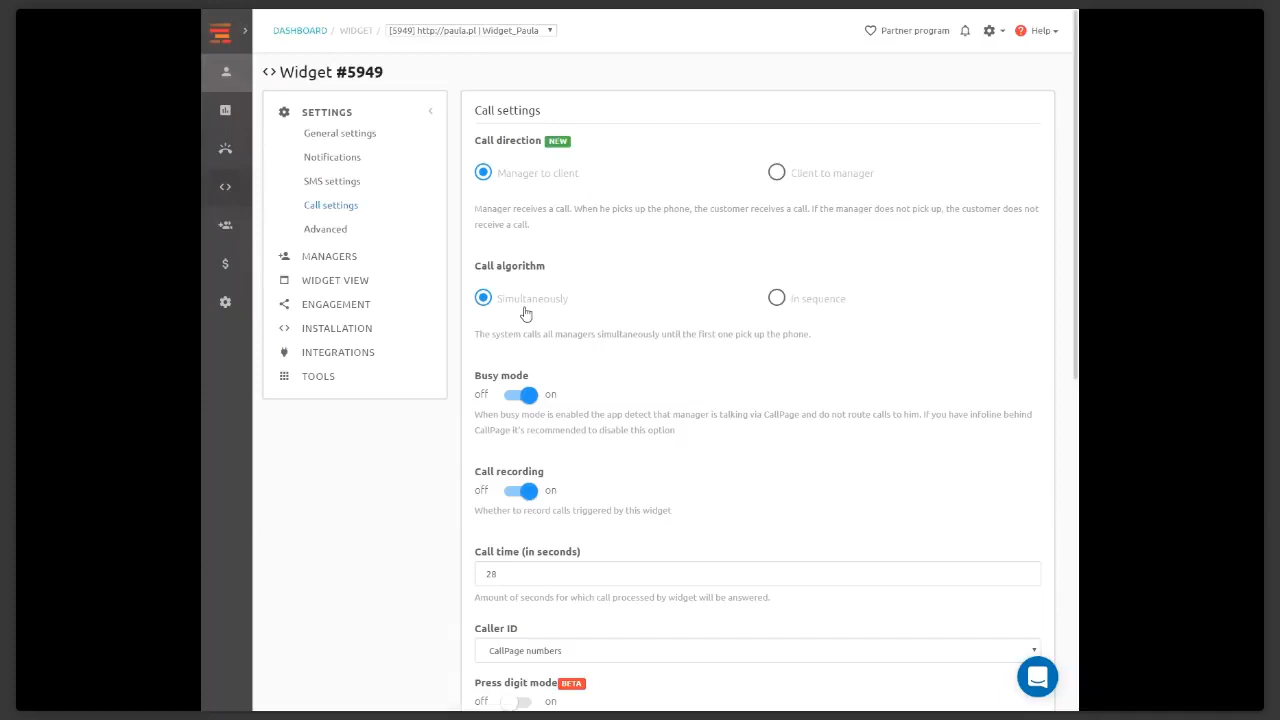 DASHBOARD / WIDGET / [5949] http://paula.pl | Widget_Paula
Partner program
Help
<> Widget #5949
SETTINGS
General settings
Notifications
SMS settings
Call settings
Advanced
MANAGERS
WIDGET VIEW
ENGAGEMENT
INSTALLATION
INTEGRATIONS
TOOLS
Call settings
Call direction NEW
Manager to client
Client to manager
Manager receives a call. When he picks up the phone, the customer receives a call. If the manager does not pick up, the customer does not
receive a call.
Call algorithm
Simultaneously
In sequence
The system calls all managers simultaneously until the first one pick up the phone.
Busy mode
off on
When busy mode is enabled the app detect that manager is talking via CallPage and do not route calls to him. If you have infoline behind
CallPage it's recommended to disable this option
Call recording
off on
Whether to record calls triggered by this widget
Call time (in seconds)
28
Amount of seconds for which call processed by widget will be answered.
Caller ID
CallPage numbers
Press digit mode BETA
off on